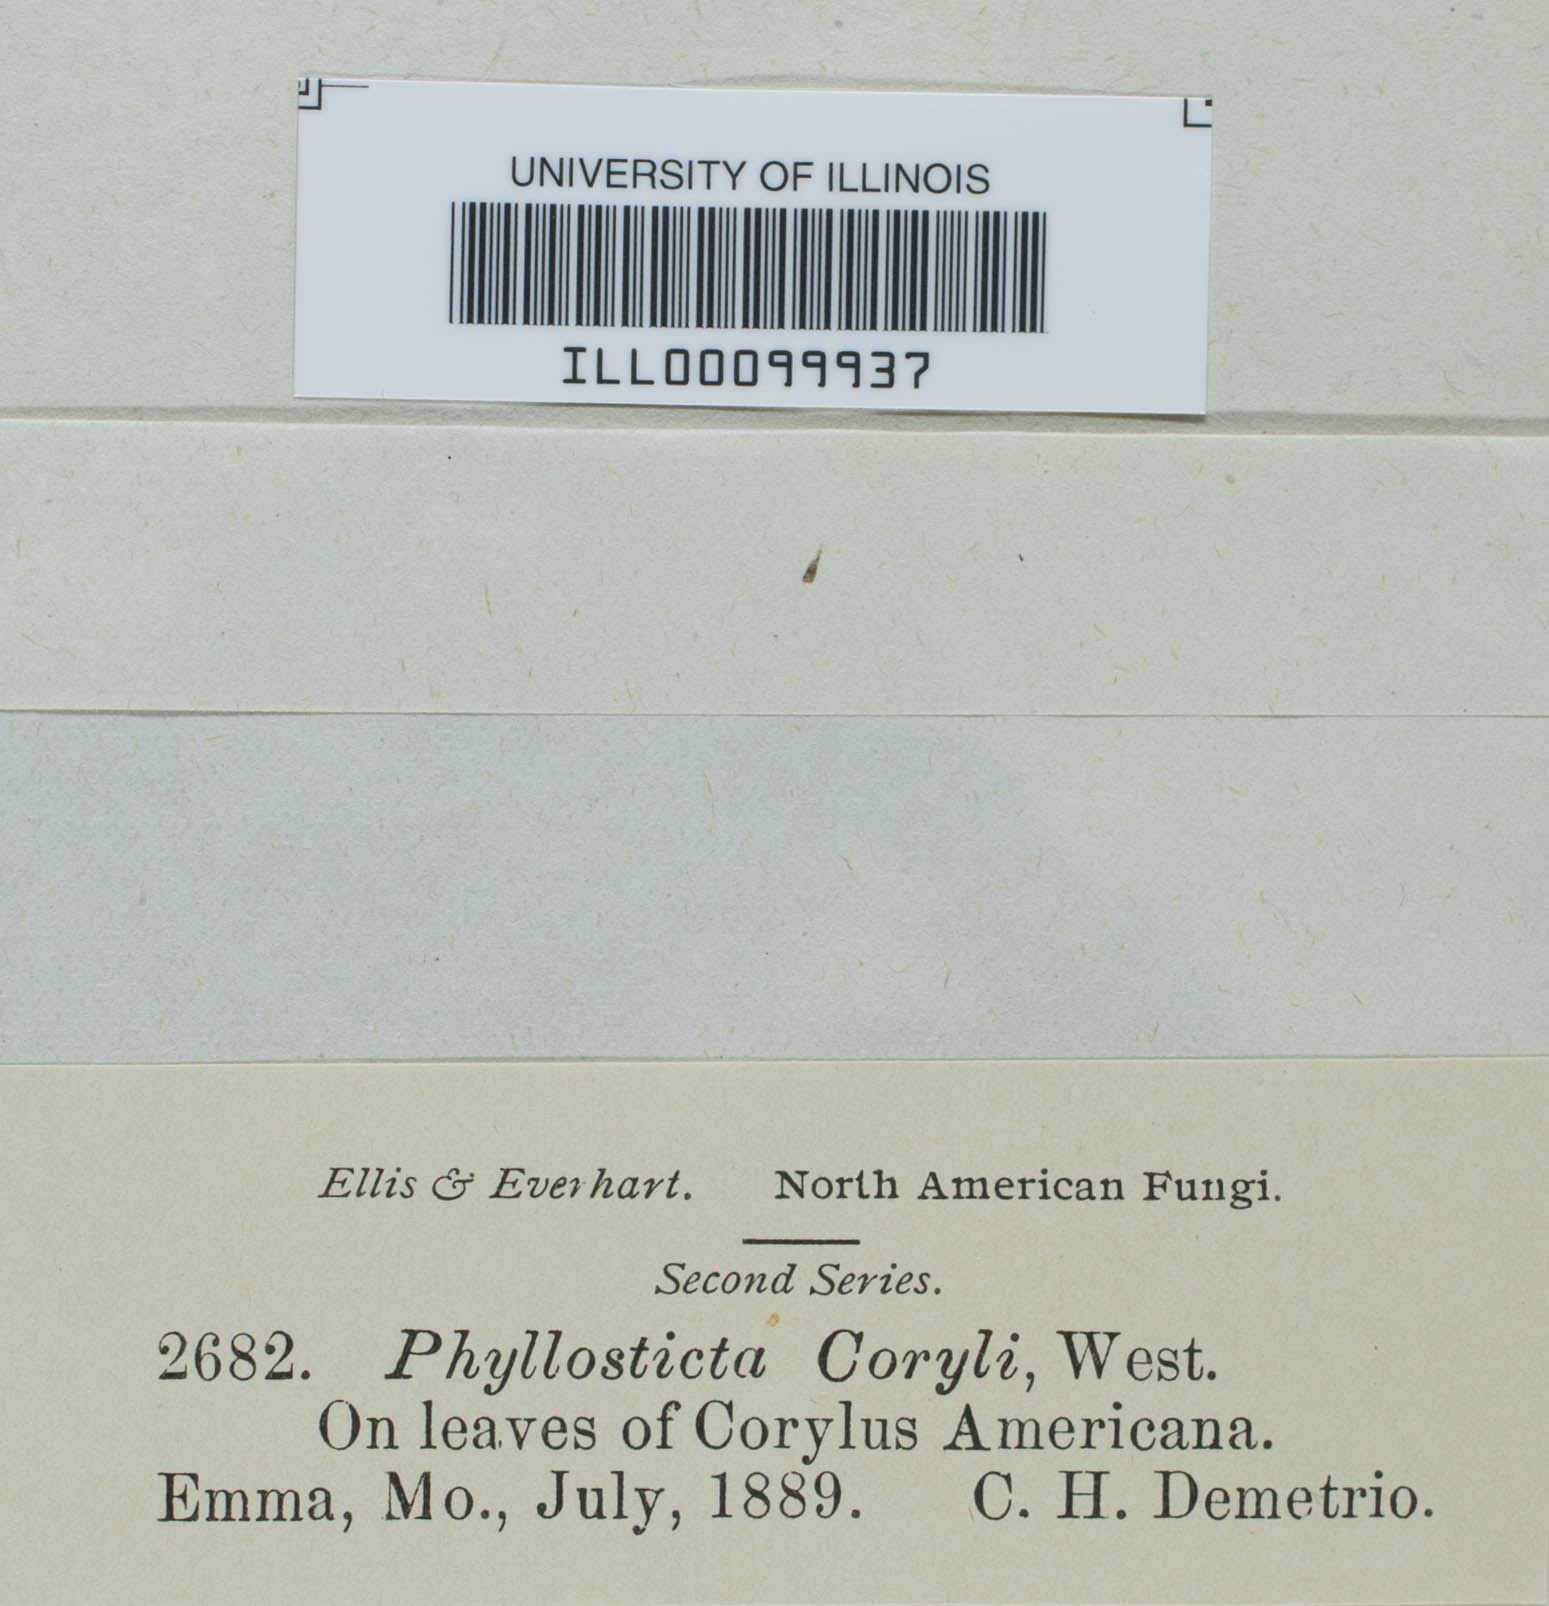 UNIVERSITY OF ILLINOIS
ILL00099937
Ellis & Everhart. North American Fungi.
Second Series.
2682. Phyllosticta Coryli, West.
On leaves of Corylus Americana.
Emma, Mo., July, 1889. C. H. Demetrio.